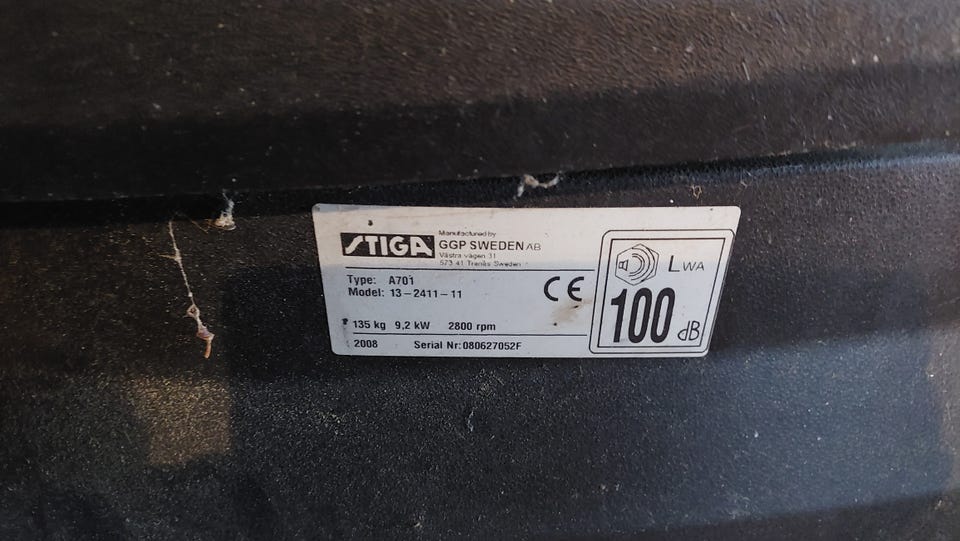 STIGA
Manufactured by
GGP SWEDEN AB
Västra vägen 31
573 41 Tranås Sweden
Type: A701
Model: 13-2411-11
CE
135 kg 9,2 kW 2800 rpm
2008 Serial Nr:080627052F
LWA
100 dB